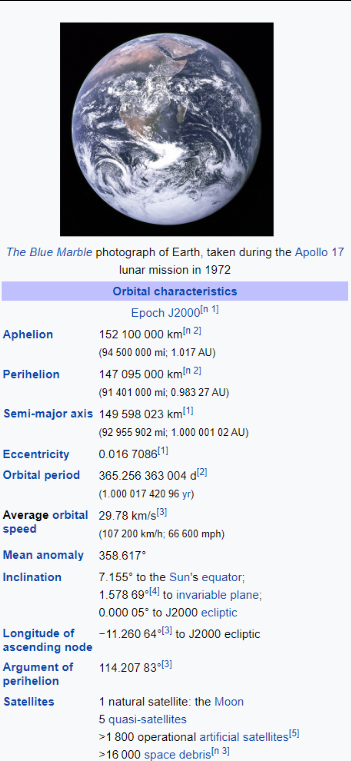 The Blue Marble photograph of Earth, taken during the Apollo 17
lunar mission in 1972
Orbital characteristics
Epoch J2000[n 1]
Aphelion 152 100 000 km[n 2]
(94 500 000 mi; 1.017 AU)
Perihelion 147 095 000 km[n 2]
(91 401 000 mi; 0.983 27 AU)
Semi-major axis 149 598 023 km[1]
(92 955 902 mi; 1.000 001 02 AU)
Eccentricity 0.016 7086[1]
Orbital period 365.256 363 004 d[2]
(1.000 017 420 96 yr)
Average orbital 29.78 km/s[3]
speed (107 200 km/h; 66 600 mph)
Mean anomaly 358.617°
Inclination 7.155° to the Sun's equator;
1.578 69°[4] to invariable plane;
0.000 05° to J2000 ecliptic
Longitude of −11.260 64°[3] to J2000 ecliptic
ascending node
Argument of 114.207 83°[3]
perihelion
Satellites 1 natural satellite: the Moon
5 quasi-satellites
>1 800 operational artificial satellites[5]
>16 000 space debris[n 3]